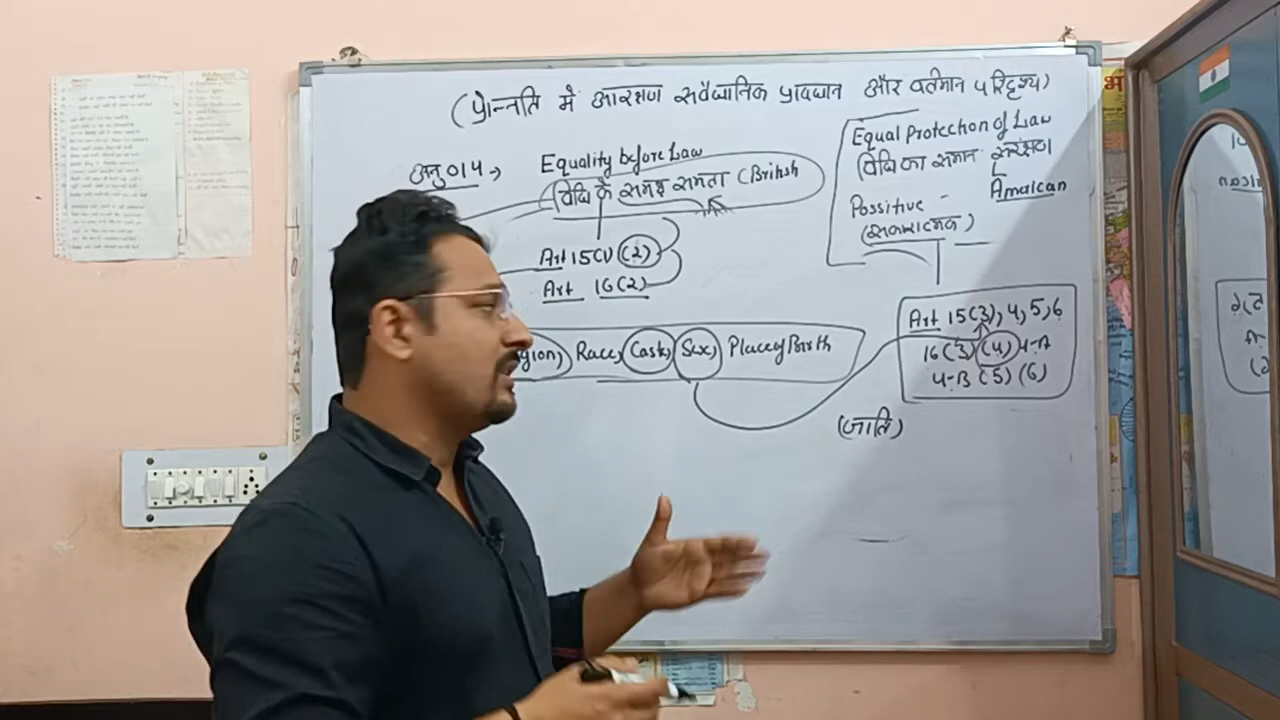 (प्रोन्नति में आरक्षण संवैधानिक प्रावधान और वर्तमान परिदृश्य)
अनु० 14 → Equality before Law
विधि के समक्ष समता (British
Art 15(1) (2)
Art 16(2)
gion) Race, Cast, Sex, Place of Birth
Equal Protection of Law
विधि का समान संरक्षण
Amaican
Possitive -
(सकारात्मक)
Art 15(3), 4, 5, 6
16(3) (4) 4-A
4-B (5) (6)
(जाति)